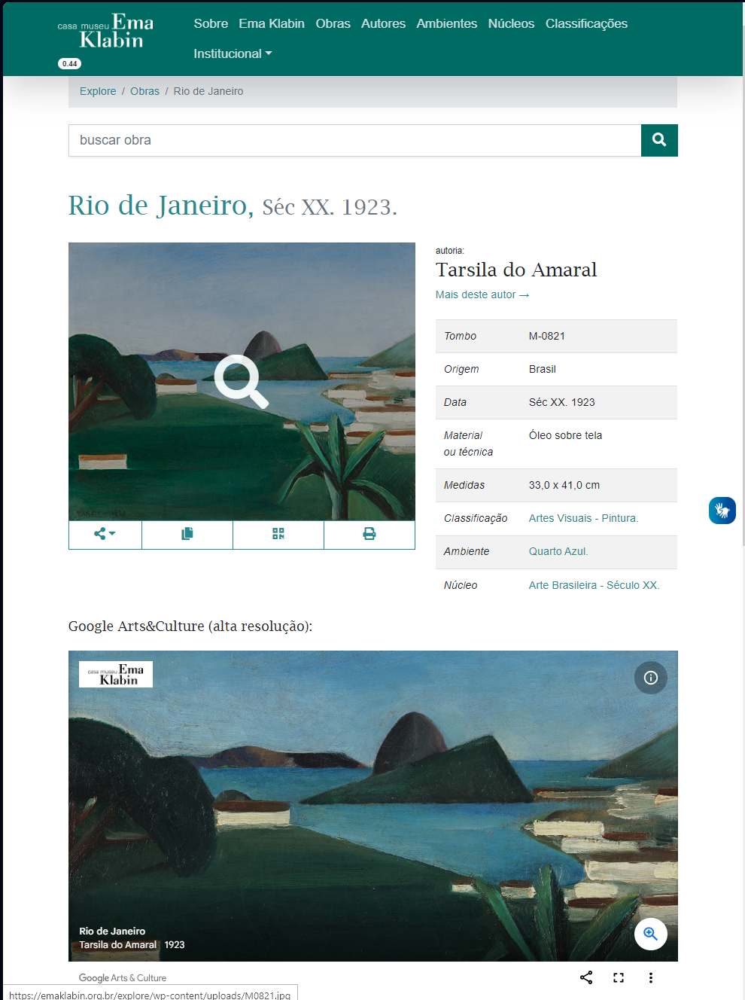 casa museu Ema
Klabin
0.44
Sobre Ema Klabin Obras Autores Ambientes Núcleos Classificações
Institucional
Explore / Obras / Rio de Janeiro
buscar obra
Rio de Janeiro, Séc XX. 1923.
autoria:
Tarsila do Amaral
Mais deste autor →
Tombo M-0821
Origem Brasil
Data Séc XX. 1923
Material
ou técnica Óleo sobre tela
Medidas 33,0 x 41,0 cm
Classificação Artes Visuais - Pintura.
Ambiente Quarto Azul.
Núcleo Arte Brasileira - Século XX.
Google Arts&Culture (alta resolução):
casa museu Ema
Klabin
Rio de Janeiro
Tarsila do Amaral 1923
Google Arts & Culture
https://emaklabin.org.br/explore/wp-content/uploads/M0821.jpg